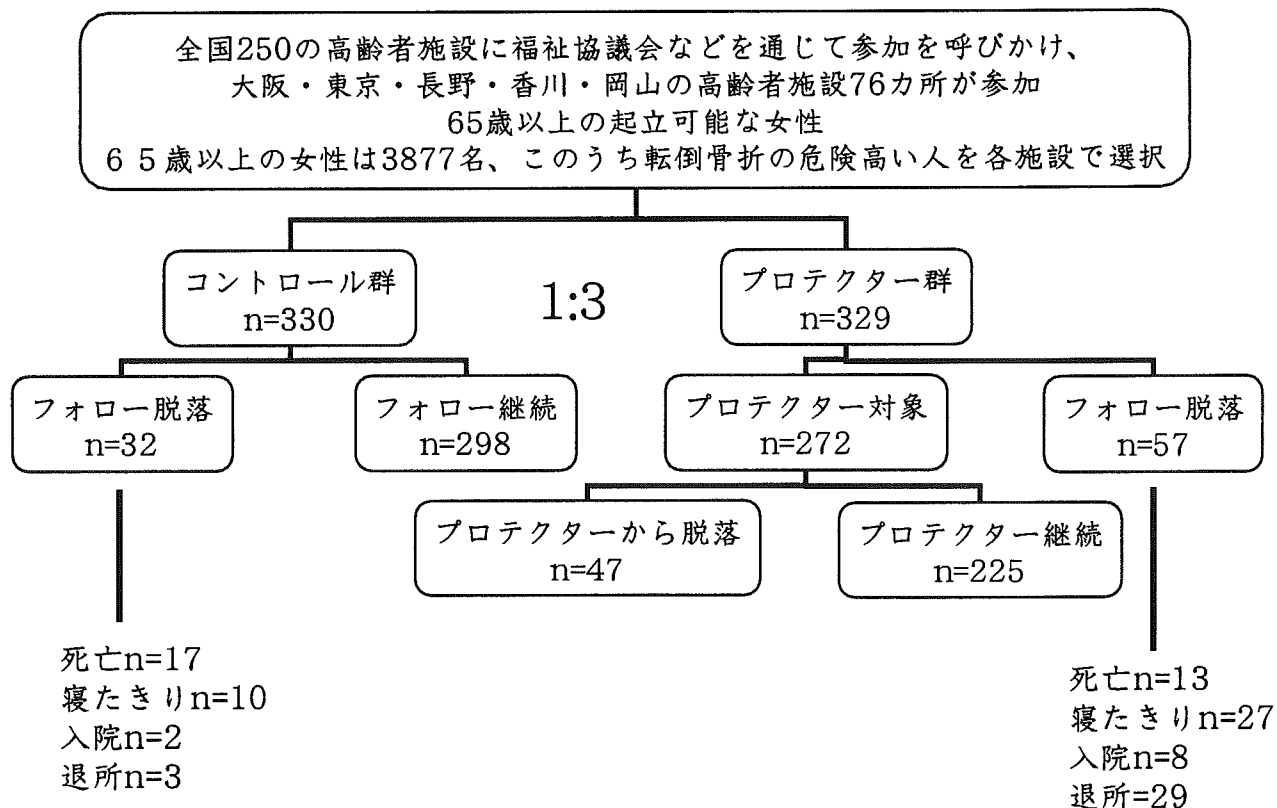 全国250の高齢者施設に福祉協議会などを通じて参加を呼びかけ、
大阪・東京・長野・香川・岡山の高齢者施設76カ所が参加
65歳以上の起立可能な女性
65歳以上の女性は3877名、このうち転倒骨折の危険高い人を各施設で選択
コントロール群
n=330
1:3
プロテクター群
n=329
フォロー脱落
n=32
フォロー継続
n=298
プロテクター対象
n=272
フォロー脱落
n=57
プロテクターから脱落
n=47
プロテクター継続
n=225
死亡n=17
寝たきりn=10
入院n=2
退所n=3
死亡n=13
寝たきりn=27
入院n=8
退所=29